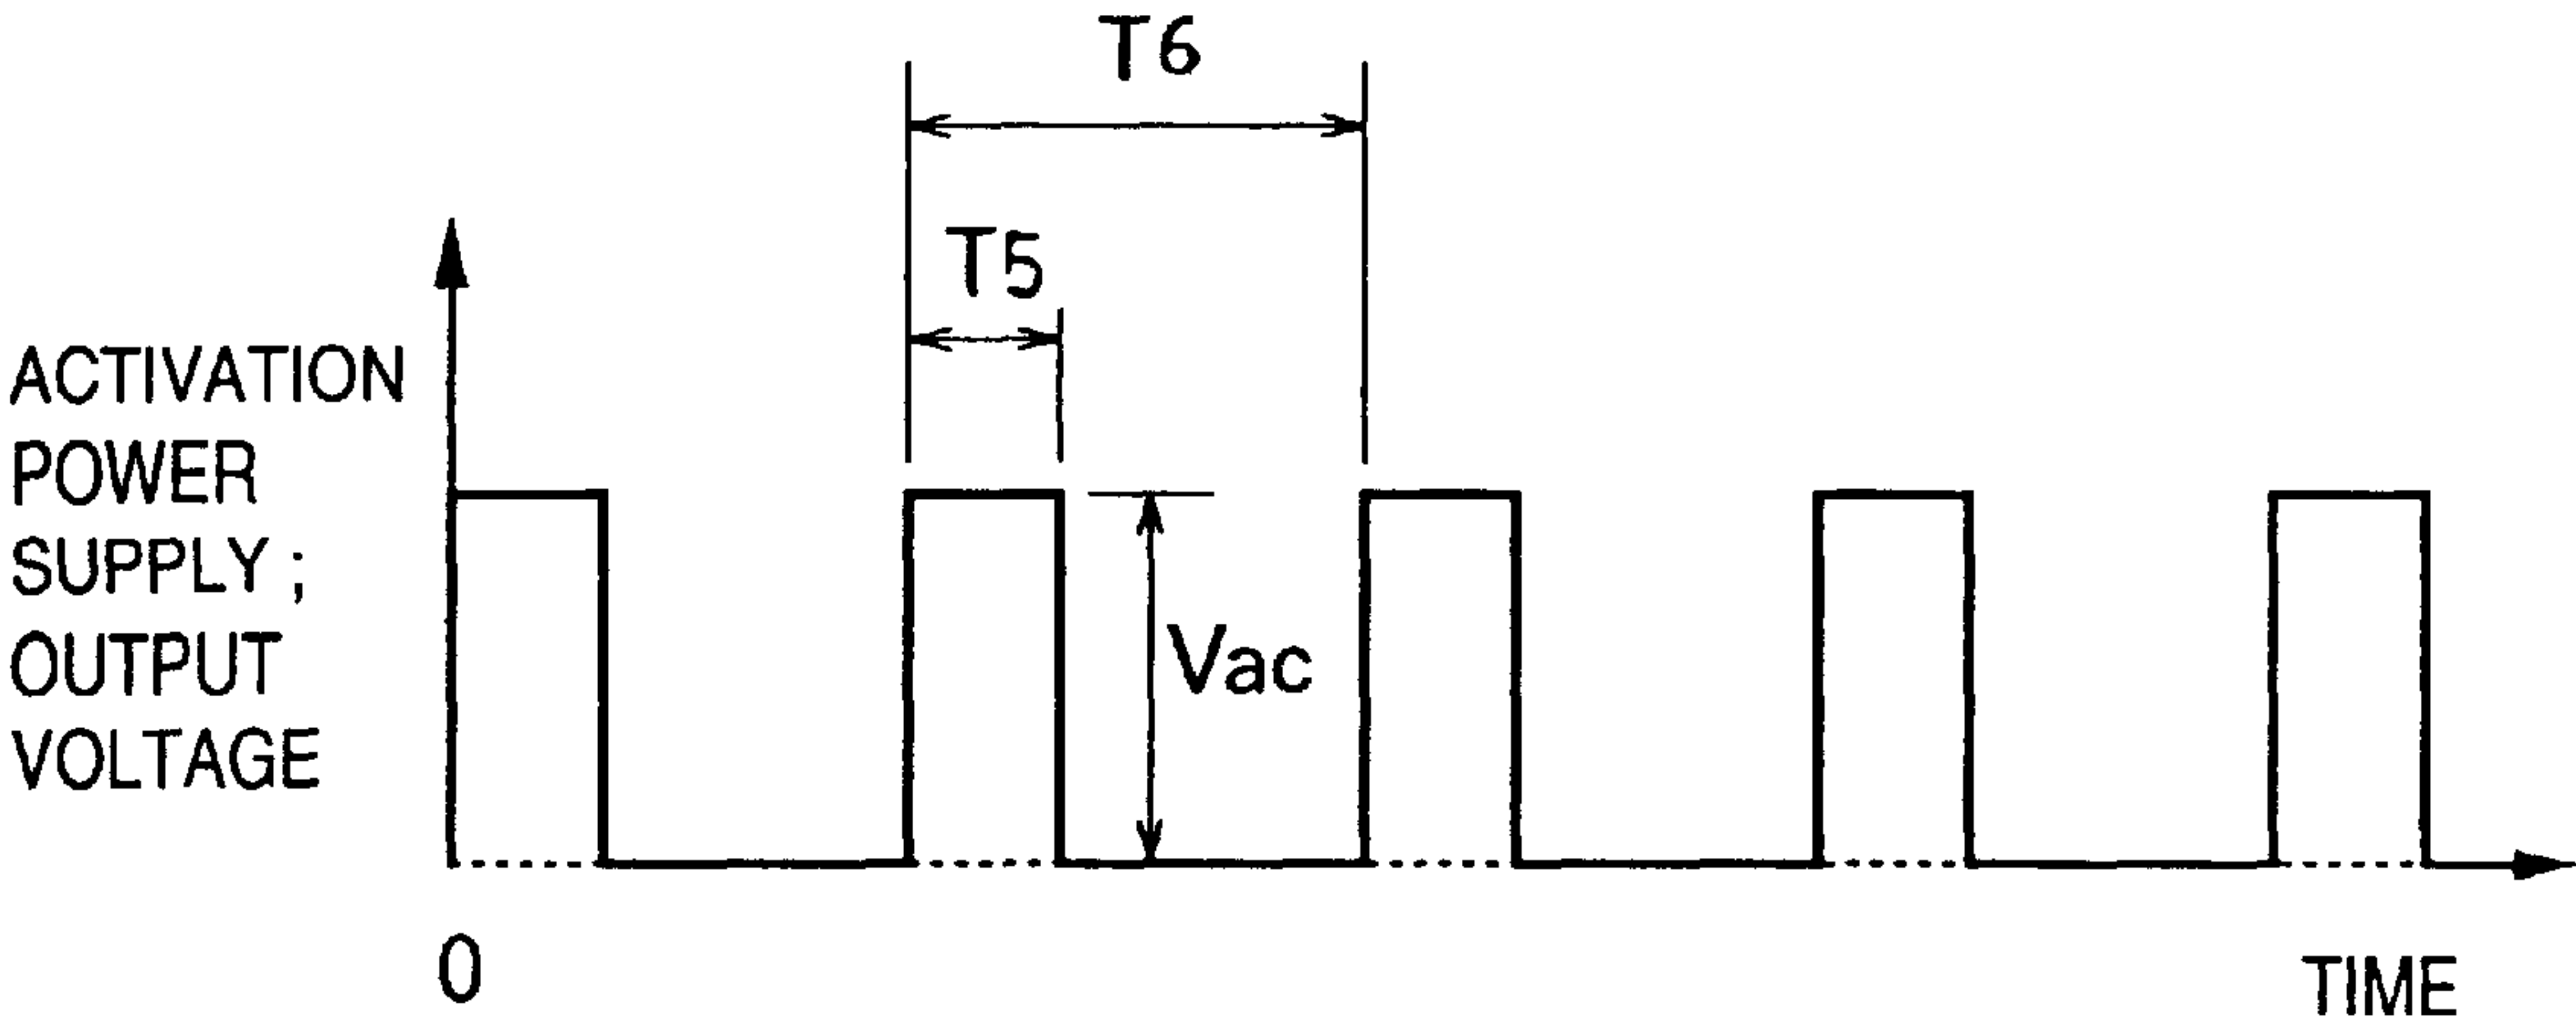 T6
T5
ACTIVATION
POWER
SUPPLY ;
OUTPUT
VOLTAGE
Vac
0
TIME